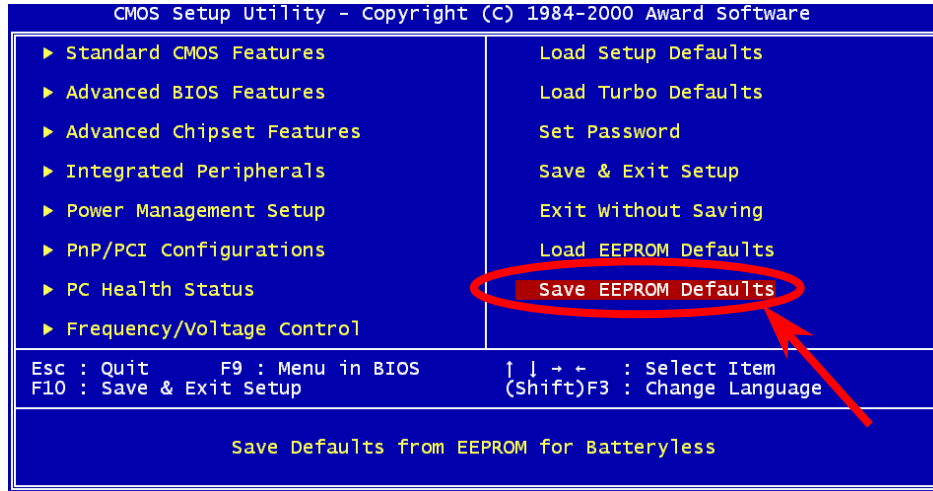 CMOS Setup Utility - Copyright (C) 1984-2000 Award Software
▶ Standard CMOS Features
▶ Advanced BIOS Features
▶ Advanced Chipset Features
▶ Integrated Peripherals
▶ Power Management Setup
▶ PnP/PCI Configurations
▶ PC Health Status
▶ Frequency/Voltage Control
Load Setup Defaults
Load Turbo Defaults
Set Password
Save & Exit Setup
Exit Without Saving
Load EEPROM Defaults
Save EEPROM Defaults
Esc : Quit F9 : Menu in BIOS ↑ ↓ → ← : Select Item
F10 : Save & Exit Setup (Shift)F3 : Change Language
Save Defaults from EEPROM for Batteryless